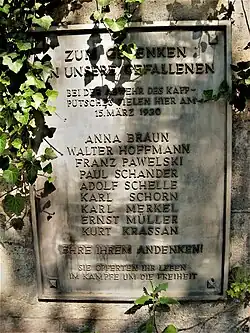 ZUM GEDENKEN
AN UNSERE GEFALLENEN
BEI DER ABWEHR DES KAPP-
PUTSCHES FIELEN HIER AM
15. MÄRZ 1920
ANNA BRAUN
WALTER HOFFMANN
FRANZ PAWELSKI
PAUL SCHANDER
ADOLF SCHELLE
KARL SCHORN
KARL MERKEL
ERNST MÜLLER
KURT KRASSAN
EHRE IHREM ANDENKEN!
SIE OPFERTEN IHR LEBEN
IM KAMPFE UM DIE FREIHEIT